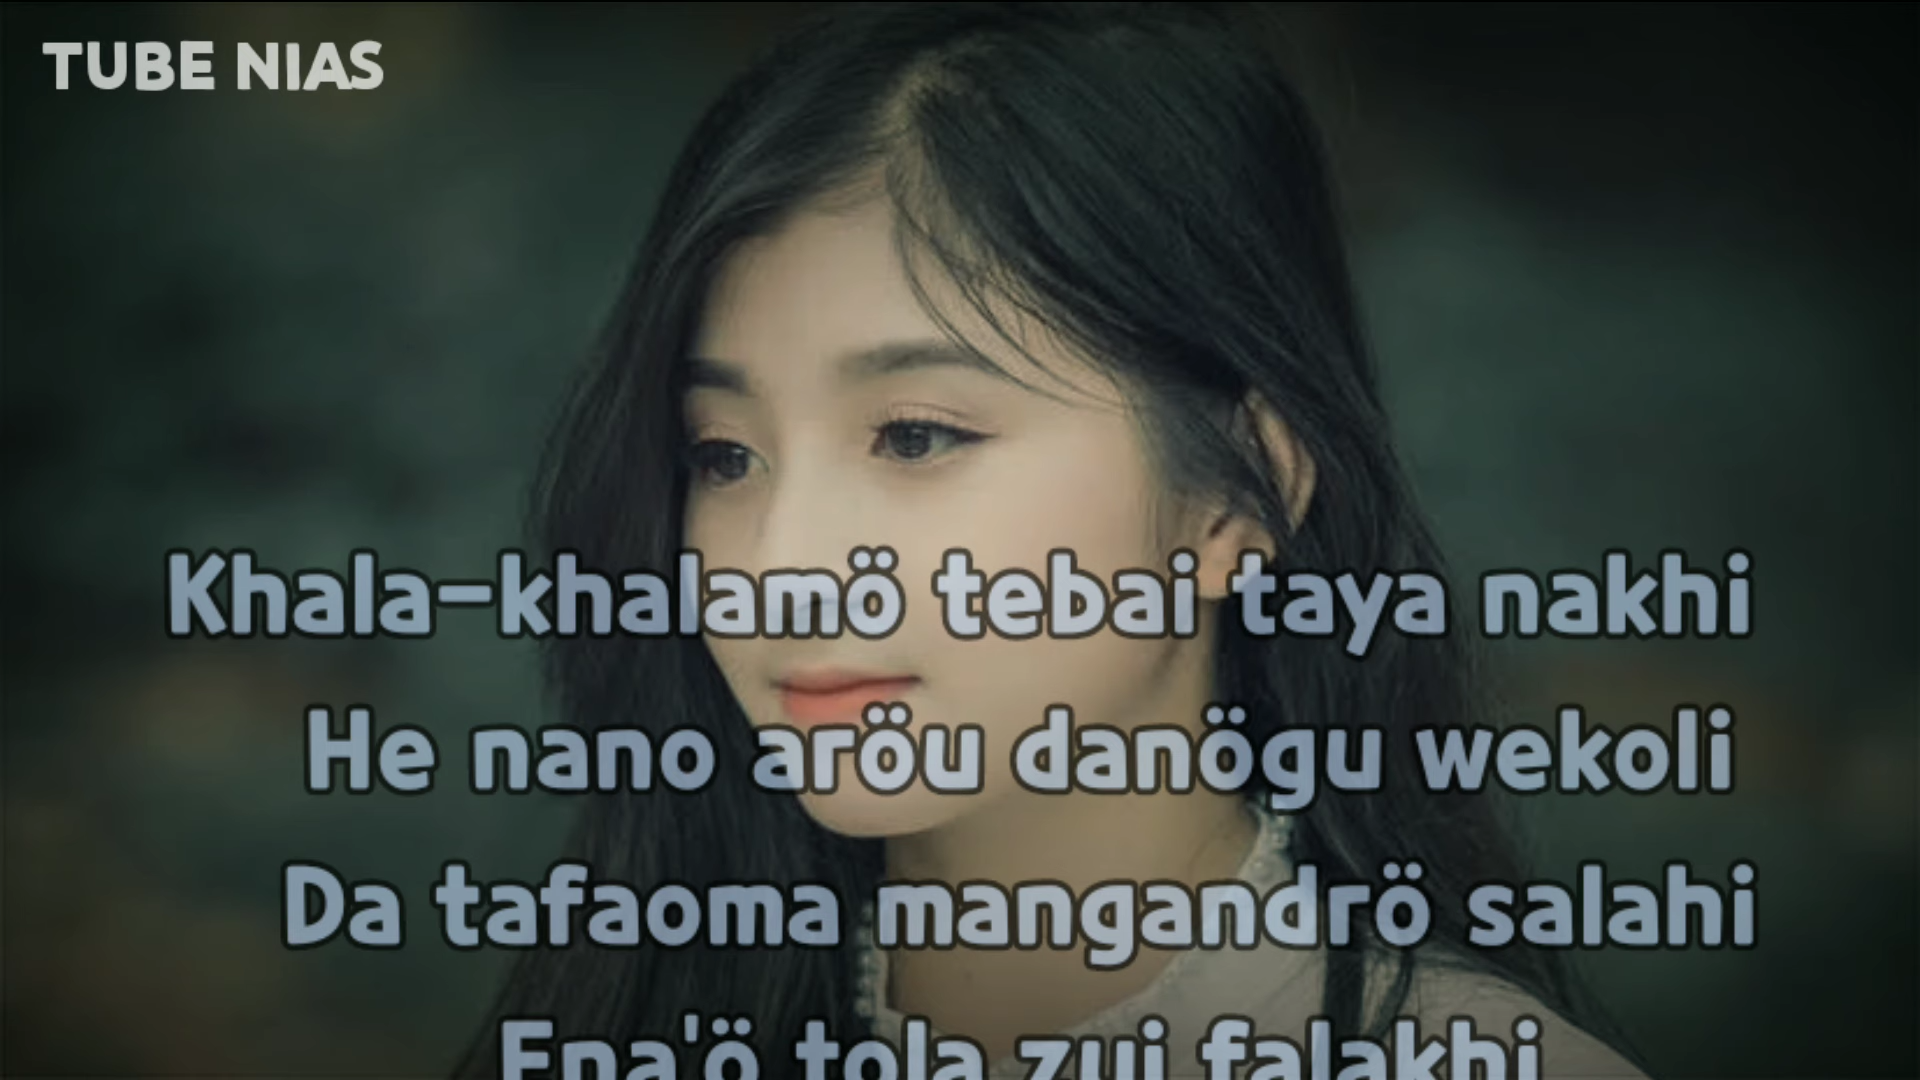 TUBE NIAS
Khala-khalamö tebai taya nakhi
He nano aröu danögu wekoli
Da tafaoma mangandrö salahi
Ena'ö tola zui falakhi